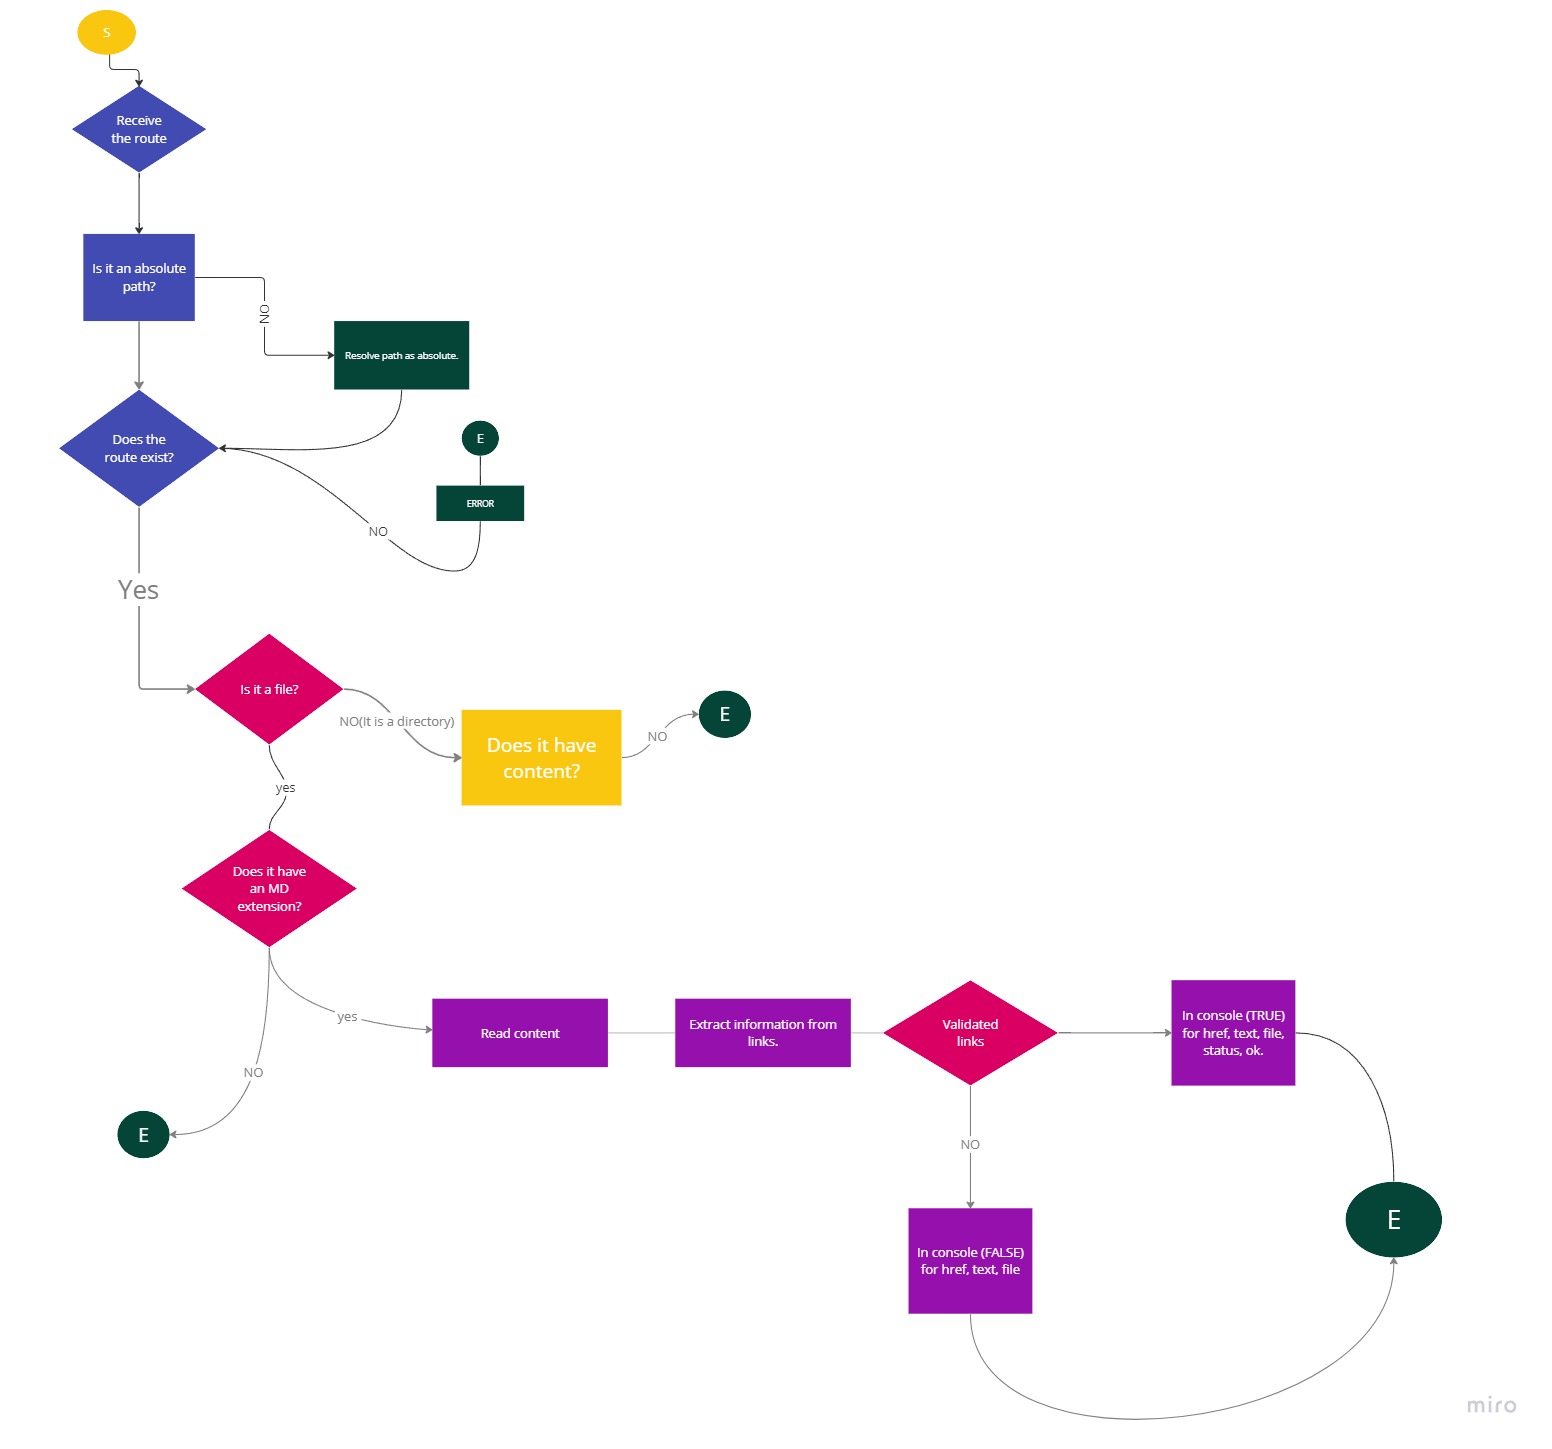 S
Receive
the route
Is it an absolute
path?
NO
Resolve path as absolute.
Does the
route exist?
E
ERROR
NO
Yes
Is it a file?
NO(It is a directory)
Does it have
content?
NO
E
yes
Does it have
an MD
extension?
yes
Read content
Extract information from
links.
Validated
links
In console (TRUE)
for href, text, file,
status, ok.
NO
E
NO
In console (FALSE)
for href, text, file
E
miro